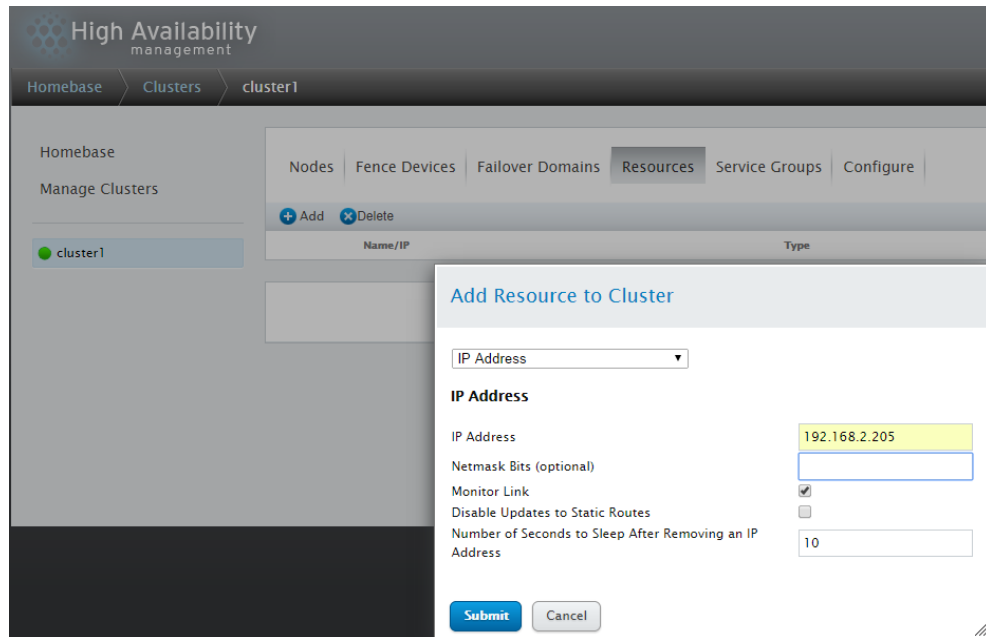 High Availability
management
Homebase Clusters cluster1
Homebase
Manage Clusters
cluster1
Nodes Fence Devices Failover Domains Resources Service Groups Configure
Add Delete
Name/IP Type
Add Resource to Cluster
IP Address
IP Address
IP Address 192.168.2.205
Netmask Bits (optional)
Monitor Link
Disable Updates to Static Routes
Number of Seconds to Sleep After Removing an IP
Address
10
Submit Cancel